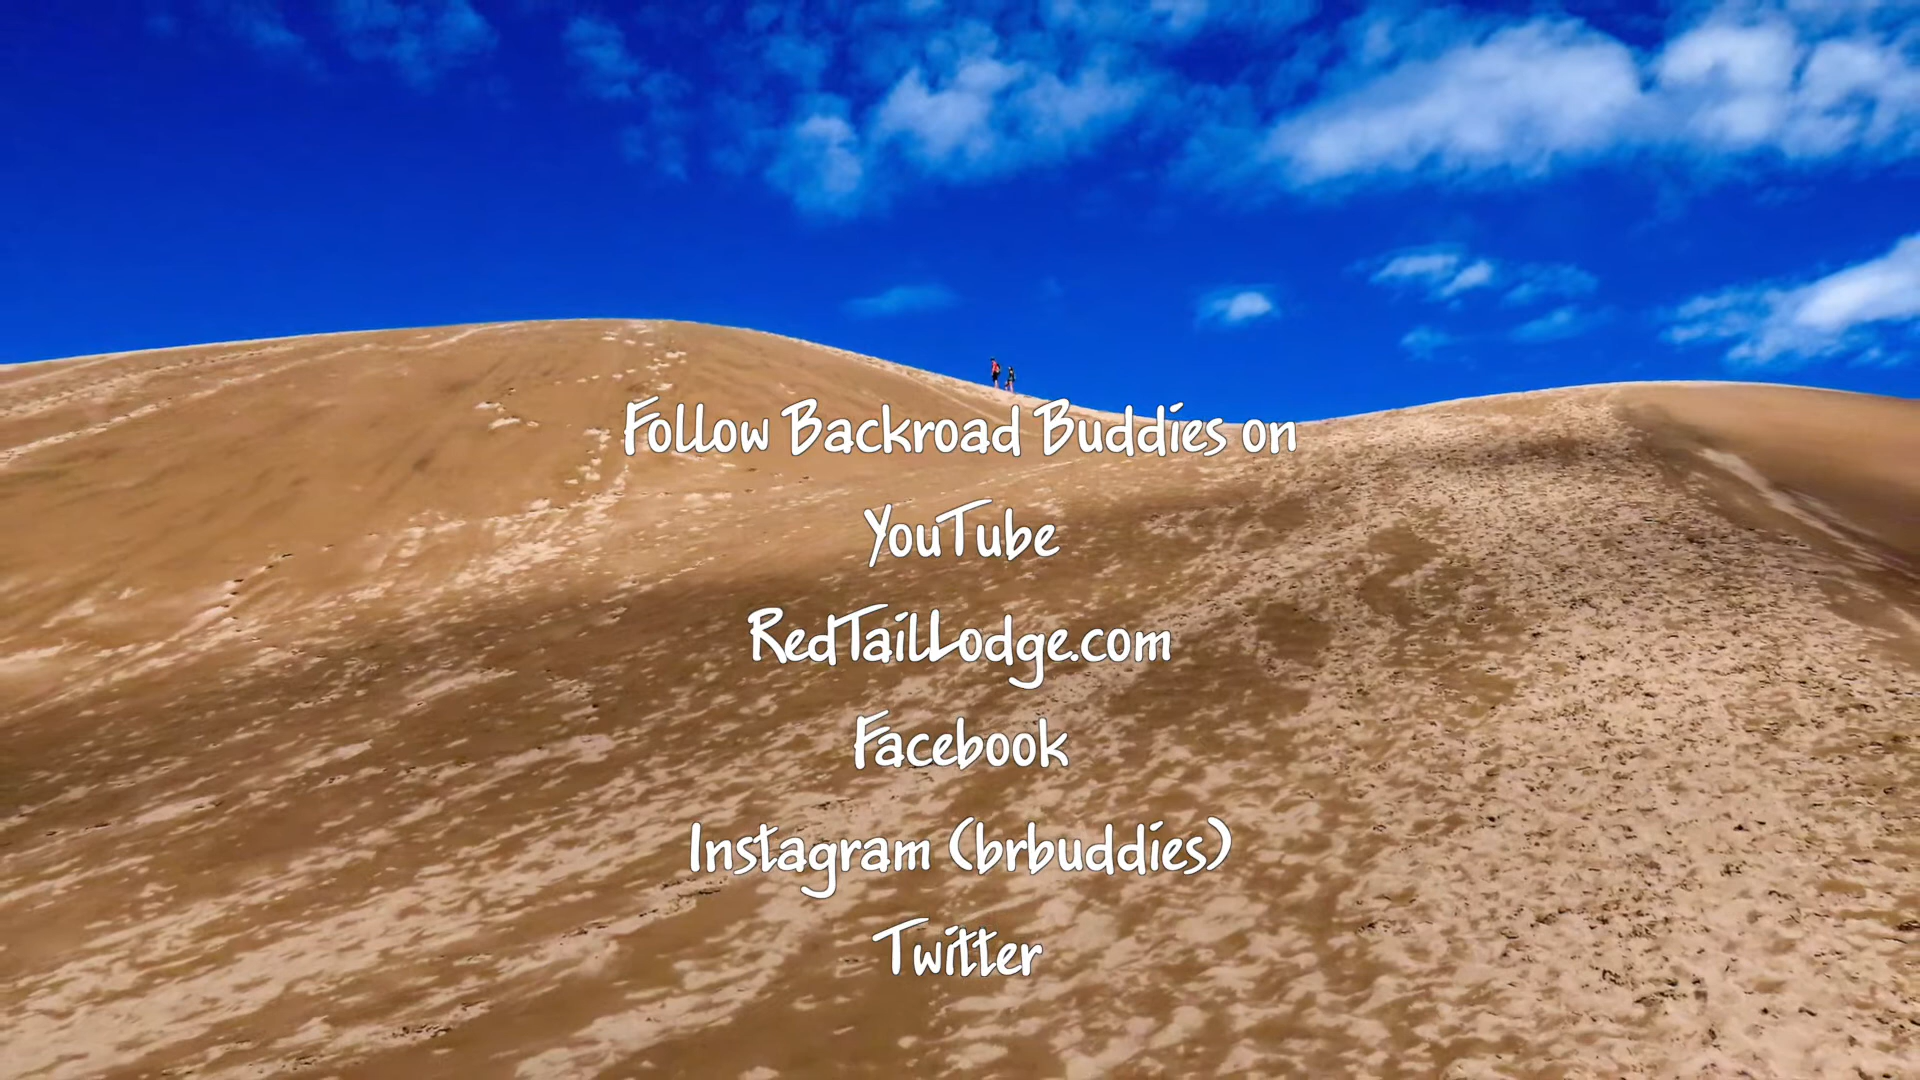 Follow Backroad Buddies on
YouTube
RedTailLodge.com
Facebook
Instagram (brbuddies)
Twitter